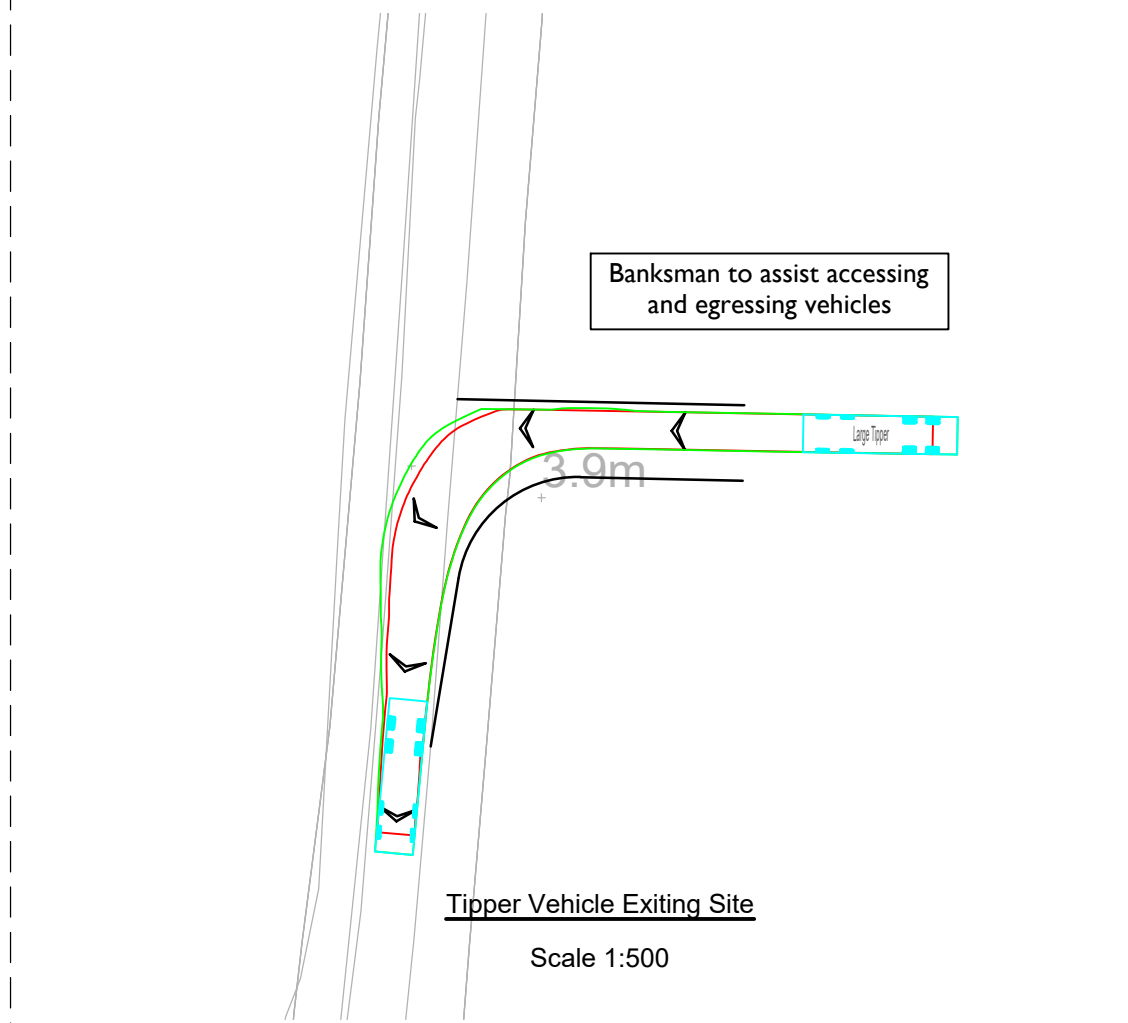 Banksman to assist accessing
and egressing vehicles
Large Tipper
3.9m
Tipper Vehicle Exiting Site
Scale 1:500